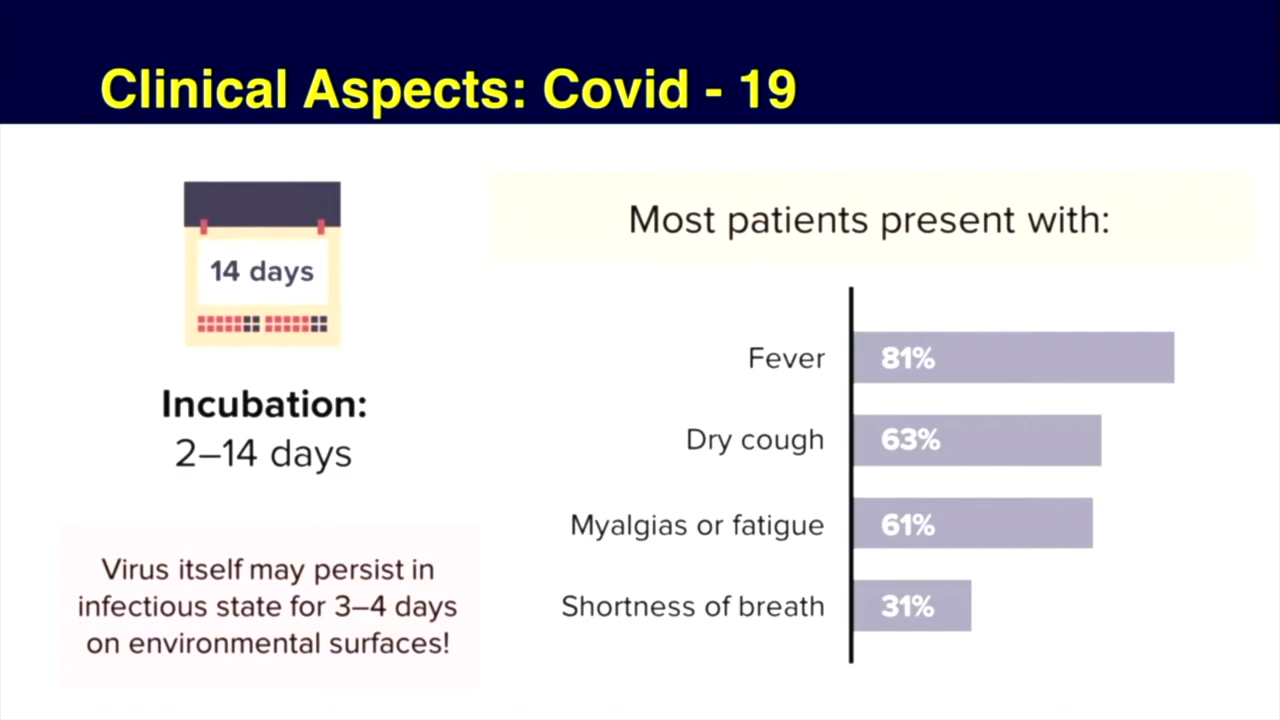 Clinical Aspects: Covid - 19
14 days
Incubation:
2–14 days
Virus itself may persist in
infectious state for 3–4 days
on environmental surfaces!
Most patients present with:
Fever 81%
Dry cough 63%
Myalgias or fatigue 61%
Shortness of breath 31%